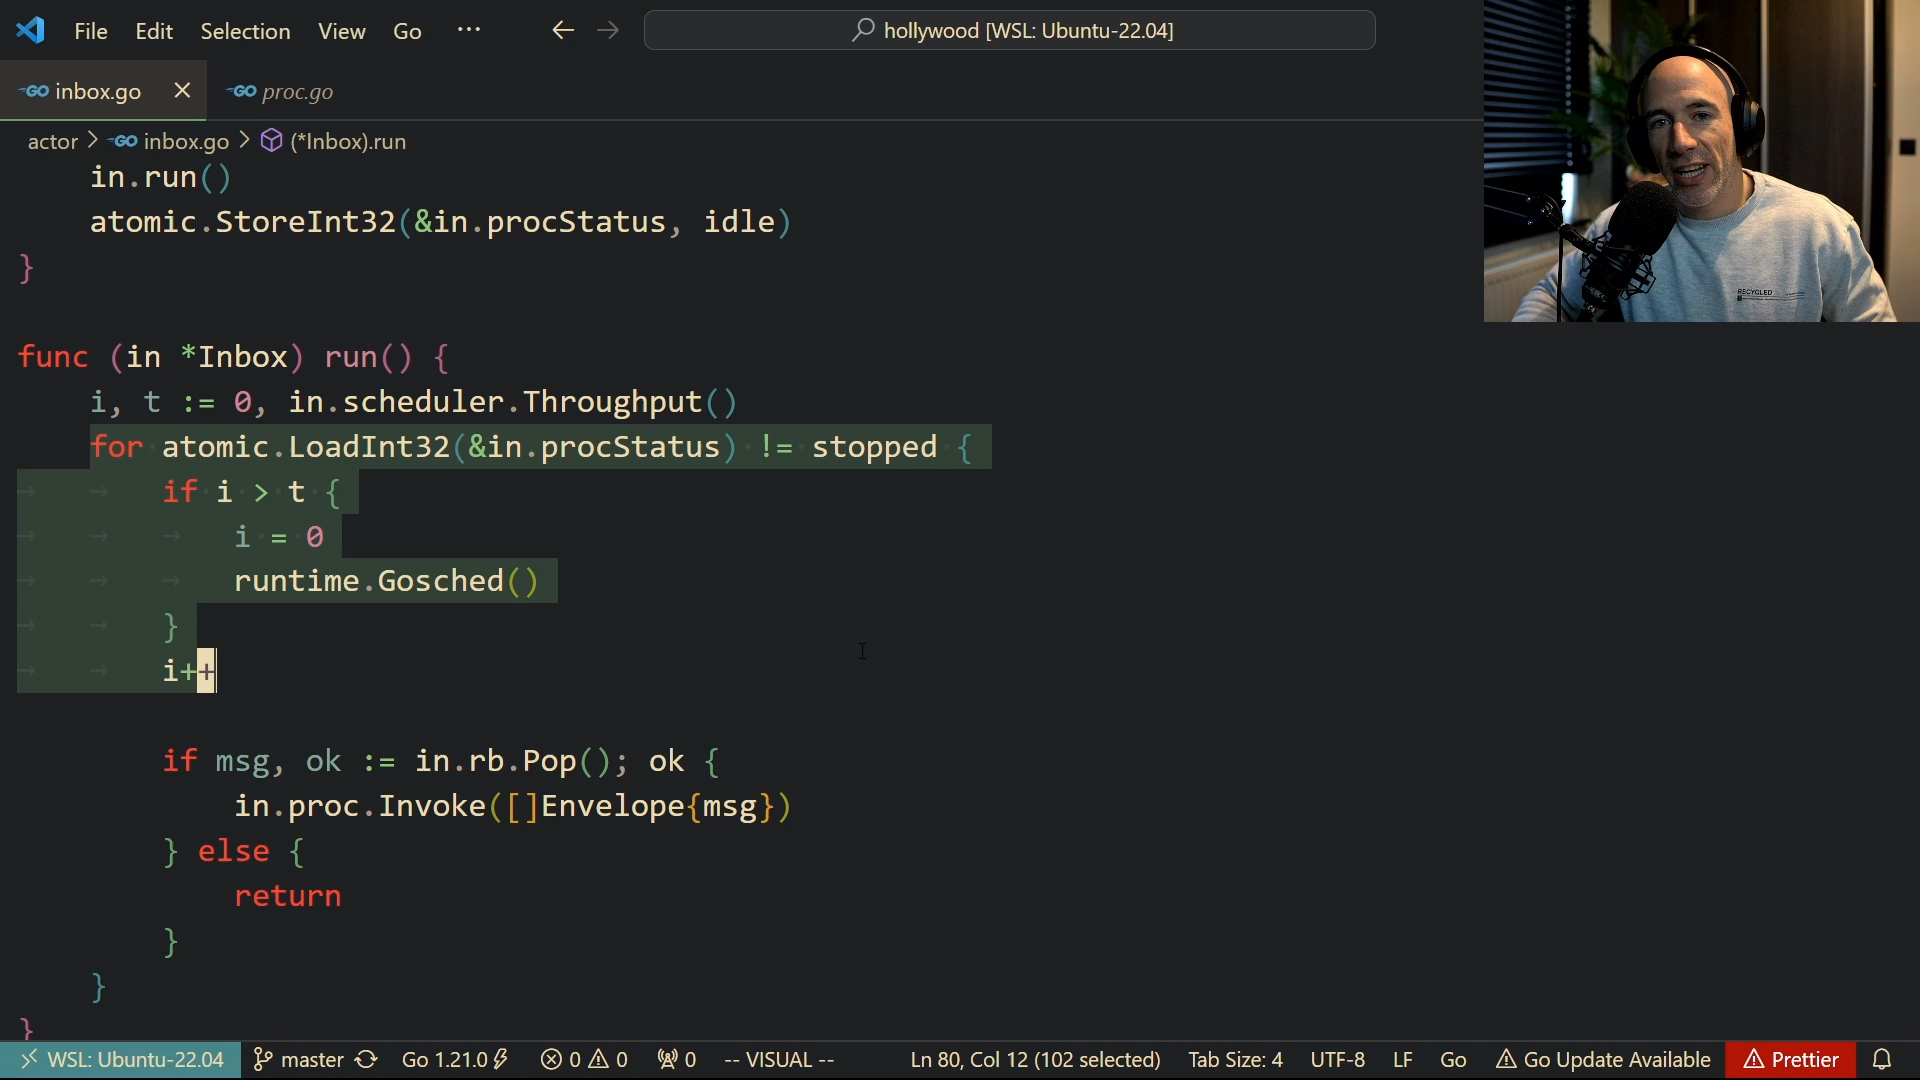 File Edit Selection View Go ... hollywood [WSL: Ubuntu-22.04]
GO inbox.go GO proc.go
actor > GO inbox.go > (*Inbox).run
in.run()
atomic.StoreInt32(&in.procStatus, idle)
}
func (in *Inbox) run() {
i, t := 0, in.scheduler.Throughput()
for atomic.LoadInt32(&in.procStatus) != stopped {
if i > t {
i = 0
runtime.Gosched()
}
i++
if msg, ok := in.rb.Pop(); ok {
in.proc.Invoke([]Envelope{msg})
} else {
return
}
}
}
RECYCLED
WSL: Ubuntu-22.04 master Go 1.21.0 0 0 0 -- VISUAL -- Ln 80, Col 12 (102 selected) Tab Size: 4 UTF-8 LF Go Go Update Available Prettier